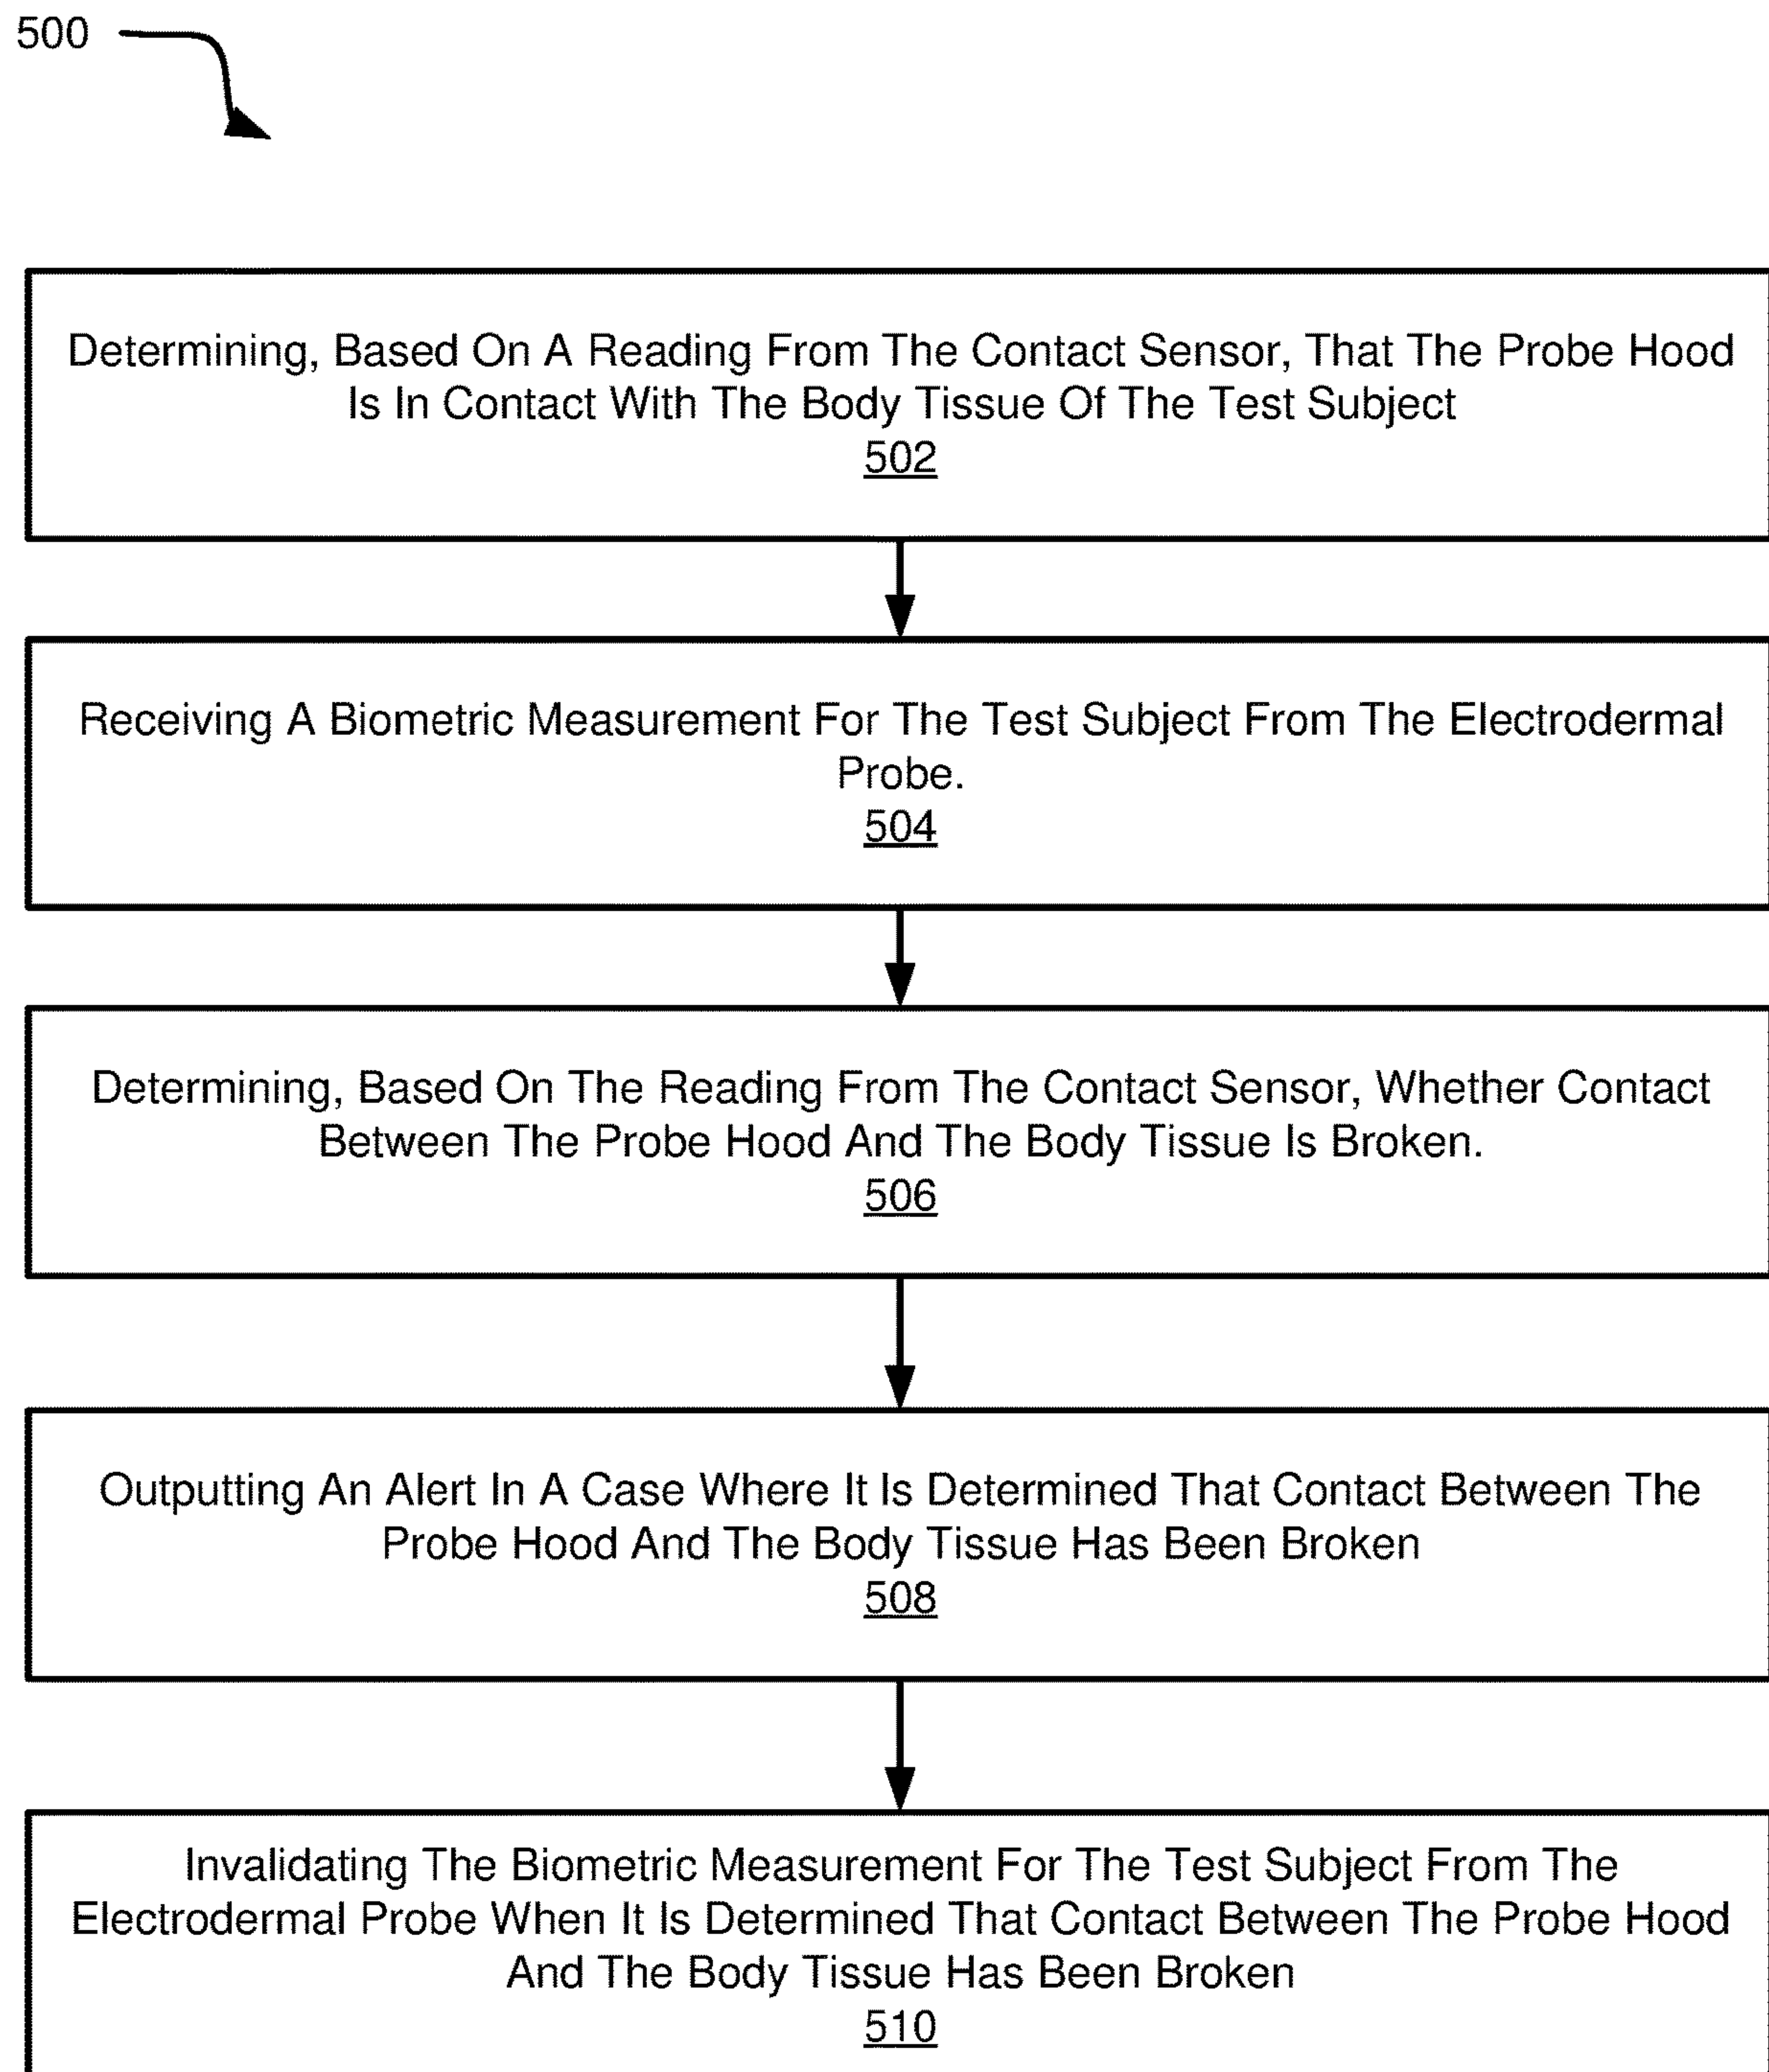 500
Determining, Based On A Reading From The Contact Sensor, That The Probe Hood
Is In Contact With The Body Tissue Of The Test Subject
502
Receiving A Biometric Measurement For The Test Subject From The Electrodermal
Probe.
504
Determining, Based On The Reading From The Contact Sensor, Whether Contact
Between The Probe Hood And The Body Tissue Is Broken.
506
Outputting An Alert In A Case Where It Is Determined That Contact Between The
Probe Hood And The Body Tissue Has Been Broken
508
Invalidating The Biometric Measurement For The Test Subject From The
Electrodermal Probe When It Is Determined That Contact Between The Probe Hood
And The Body Tissue Has Been Broken
510